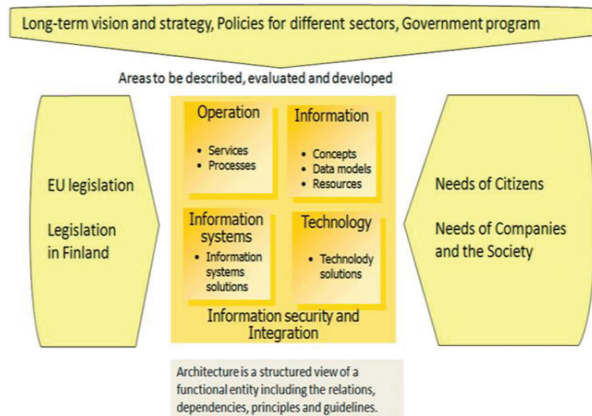 Long-term vision and strategy, Policies for different sectors, Government program
Areas to be described, evaluated and developed
EU legislation
Legislation
in Finland
Operation
• Services
• Processes
Information
• Concepts
• Data models
• Resources
Information
systems
• Information
systems
solutions
Technology
• Technolody
solutions
Information security and
Integration
Needs of Citizens
Needs of Companies
and the Society
Architecture is a structured view of a
functional entity including the relations,
dependencies, principles and guidelines.